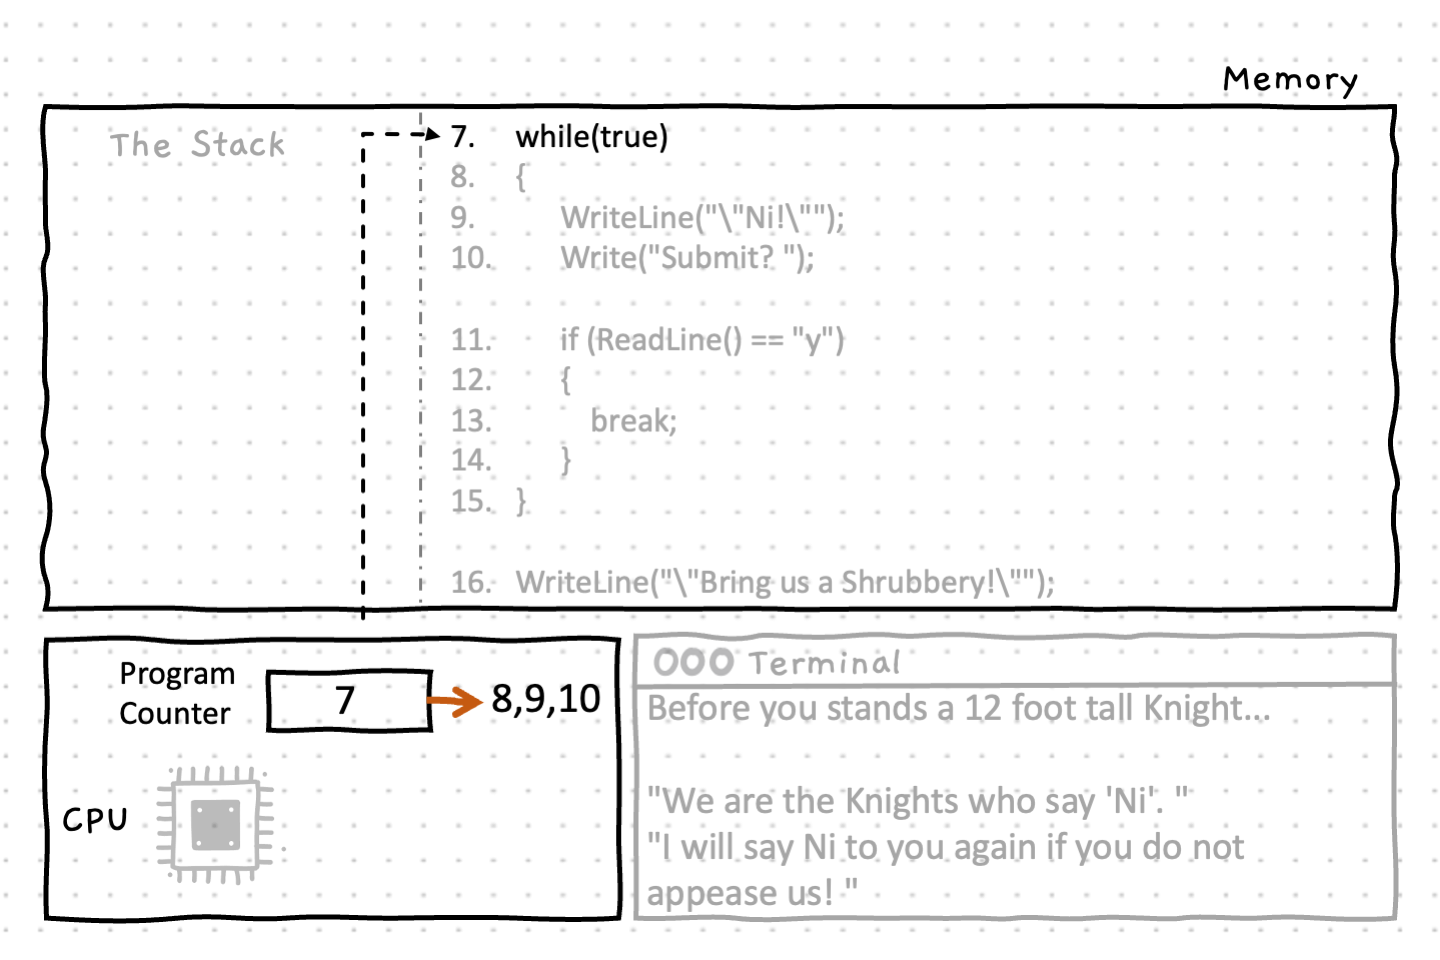 Memory
The Stack
7. while(true)
8. {
9. WriteLine("\"Ni!\"");
10. Write("Submit? ");
11. if (ReadLine() == "y")
12. {
13. break;
14. }
15. }
16. WriteLine("\"Bring us a Shrubbery!\"");
Program
Counter
7
8,9,10
CPU
Terminal
Before you stands a 12 foot tall Knight...
"We are the Knights who say 'Ni'. "
"I will say Ni to you again if you do not
appease us! "